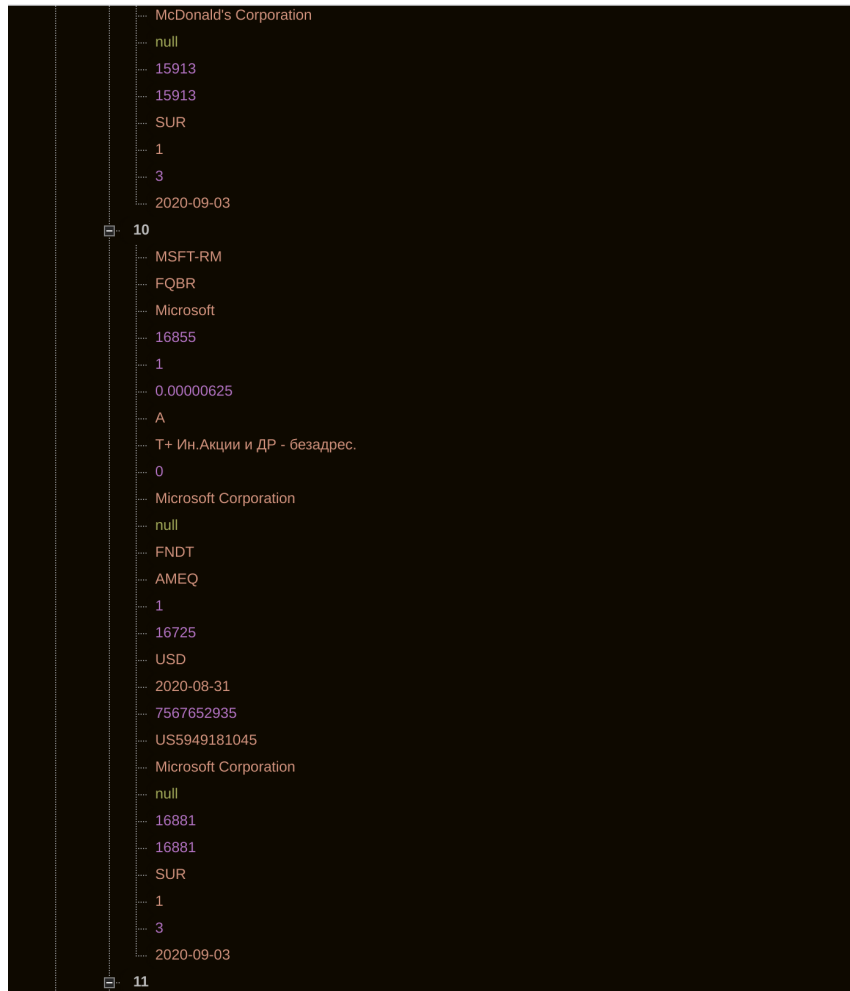 McDonald's Corporation
null
15913
15913
SUR
1
3
2020-09-03
10
MSFT-RM
FQBR
Microsoft
16855
1
0.00000625
A
Т+ Ин.Акции и ДР - безадрес.
0
Microsoft Corporation
null
FNDT
AMEQ
1
16725
USD
2020-08-31
7567652935
US5949181045
Microsoft Corporation
null
16881
16881
SUR
1
3
2020-09-03
11